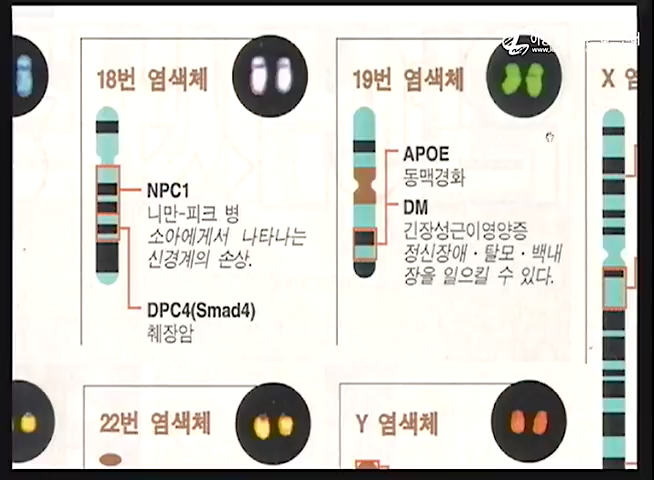 18번 염색체
NPC1
니만-피크 병
소아에게서 나타나는
신경계의 손상.
DPC4(Smad4)
췌장암
19번 염색체
APOE
동맥경화
DM
긴장성근이영양증
정신장애·탈모·백내
장을 일으킬 수 있다.
X 염
22번 염색체
Y 염색체